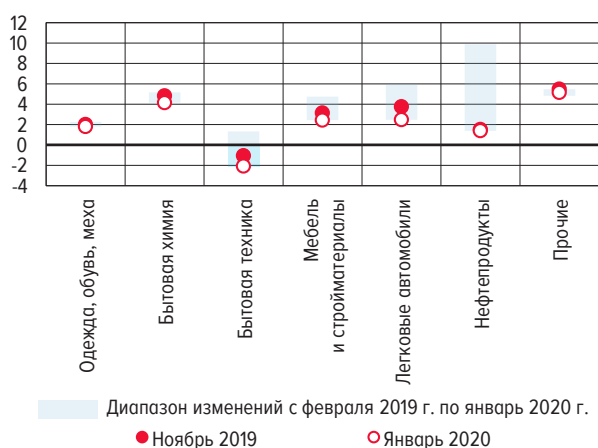 12
10
8
6
4
2
0
-2
-4
Одежда, обувь, меха
Бытовая химия
Бытовая техника
Мебель
и стройматериалы
Легковые автомобили
Нефтепродукты
Прочие
Диапазон изменений с февраля 2019 г. по январь 2020 г.
Ноябрь 2019
Январь 2020